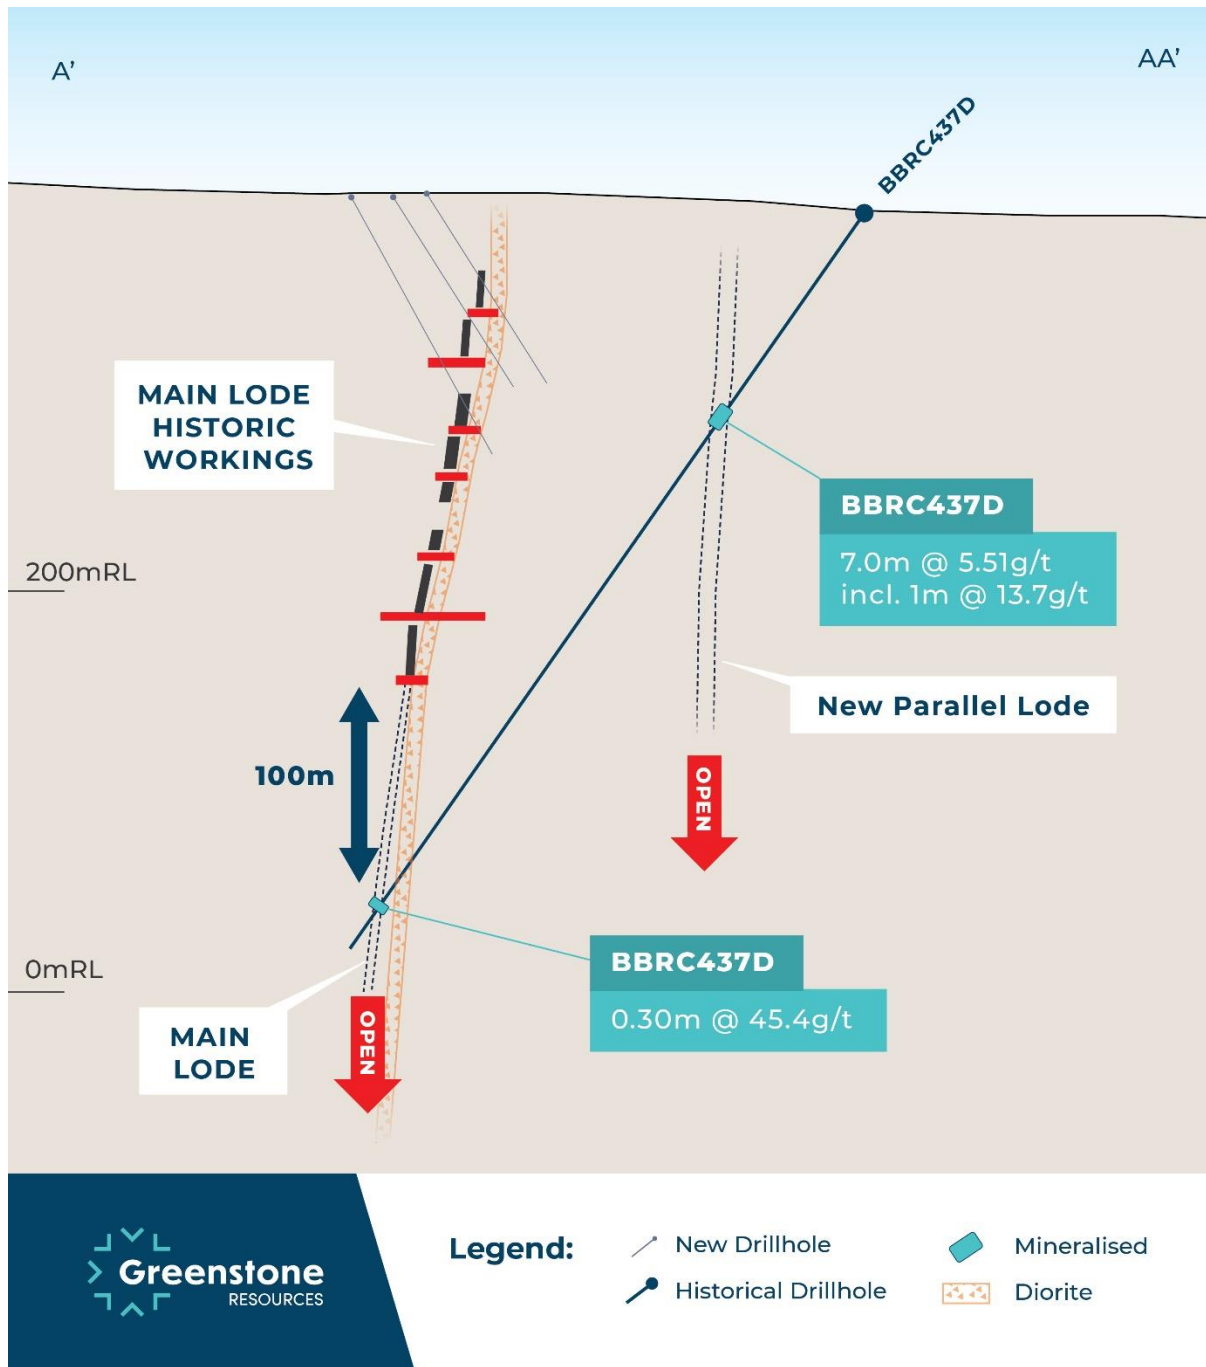 A’
AA’
BBRC437D
MAIN LODE
HISTORIC
WORKINGS
BBRC437D
7.0m @ 5.51g/t
incl. 1m @ 13.7g/t
200mRL
New Parallel Lode
100m
OPEN
BBRC437D
0.30m @ 45.4g/t
0mRL
OPEN
MAIN
LODE
Greenstone
RESOURCES
Legend:
New Drillhole
Mineralised
Historical Drillhole
Diorite